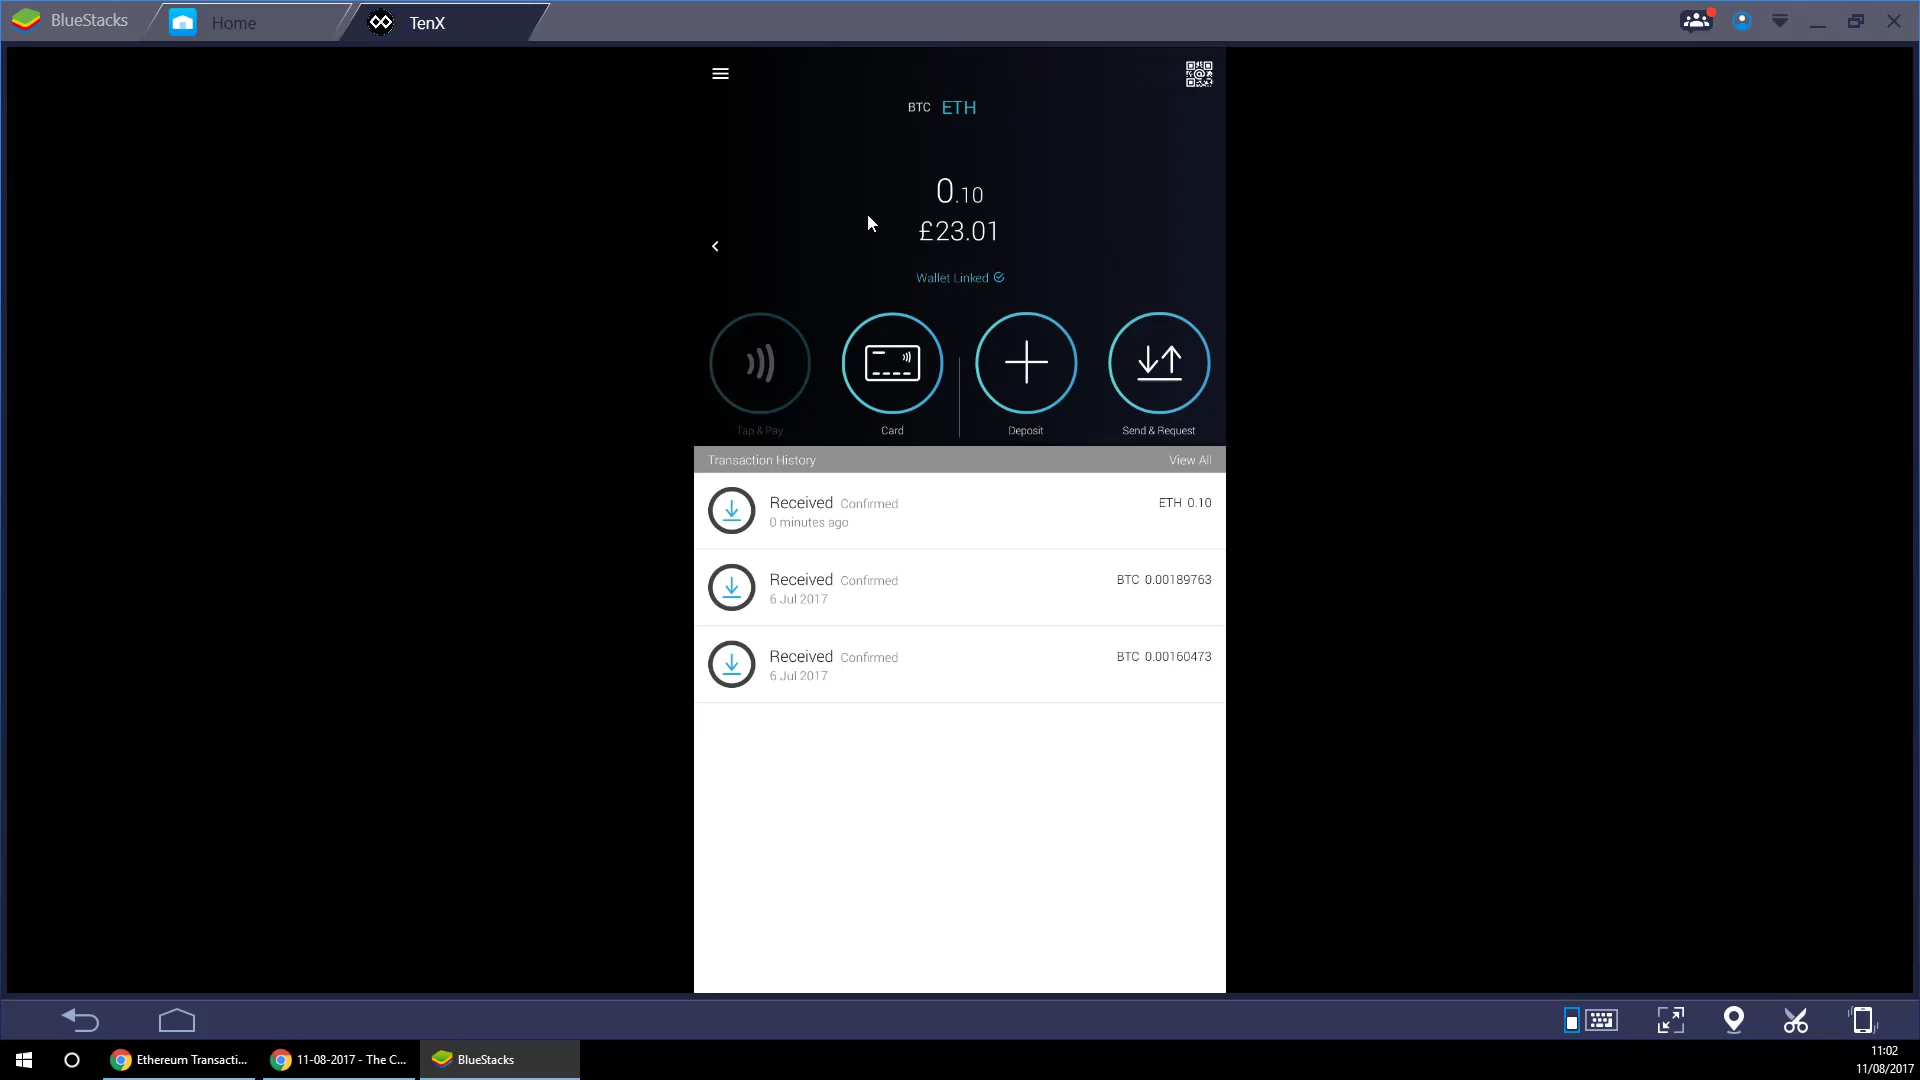 BlueStacks
Home
TenX
BTC ETH
0.10
£23.01
Wallet Linked
Tap & Pay
Card
Deposit
Send & Request
Transaction History
View All
Received Confirmed
ETH 0.10
0 minutes ago
Received Confirmed
BTC 0.00189763
6 Jul 2017
Received Confirmed
BTC 0.00160473
6 Jul 2017
Ethereum Transacti...
11-08-2017 - The C...
BlueStacks
11:02
11/08/2017